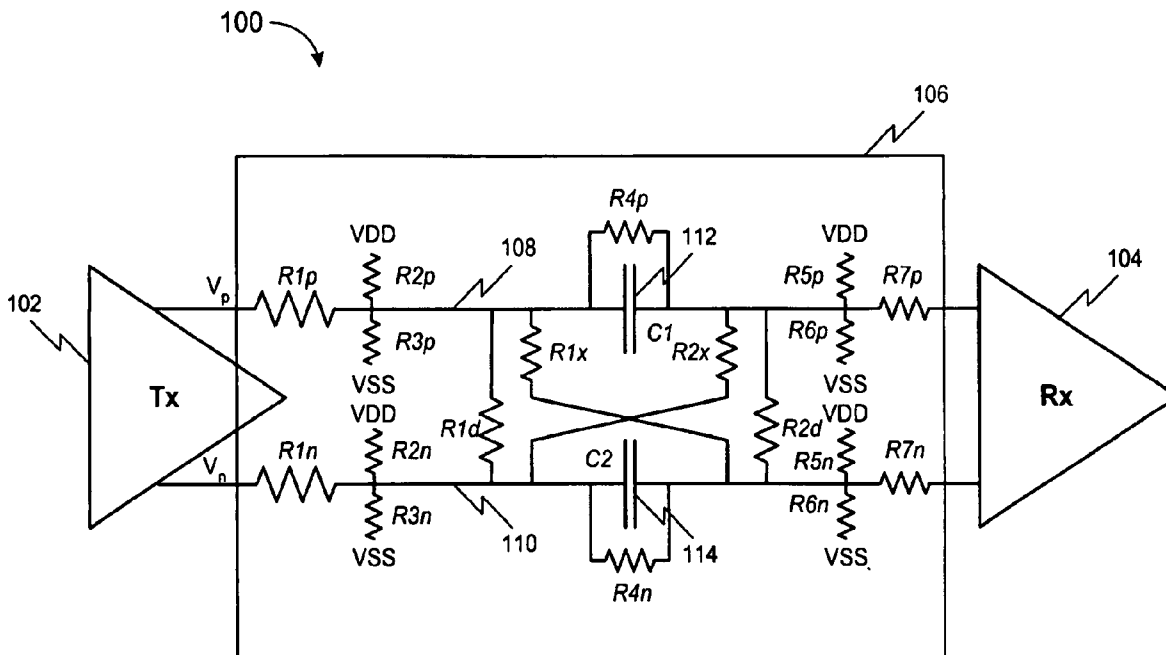 100
106
R4p
112
VDD
VDD
108
104
102
Vp
R1p
R2p
R5p
R7p
R3p
R1x
C1
R2x
R6p
VSS
VSS
Tx
Rx
VDD
VDD
R1d
R2d
Vn
R1n
R2n
C2
R5n
R7n
R3n
R6n
VSS
110
114
VSS
R4n